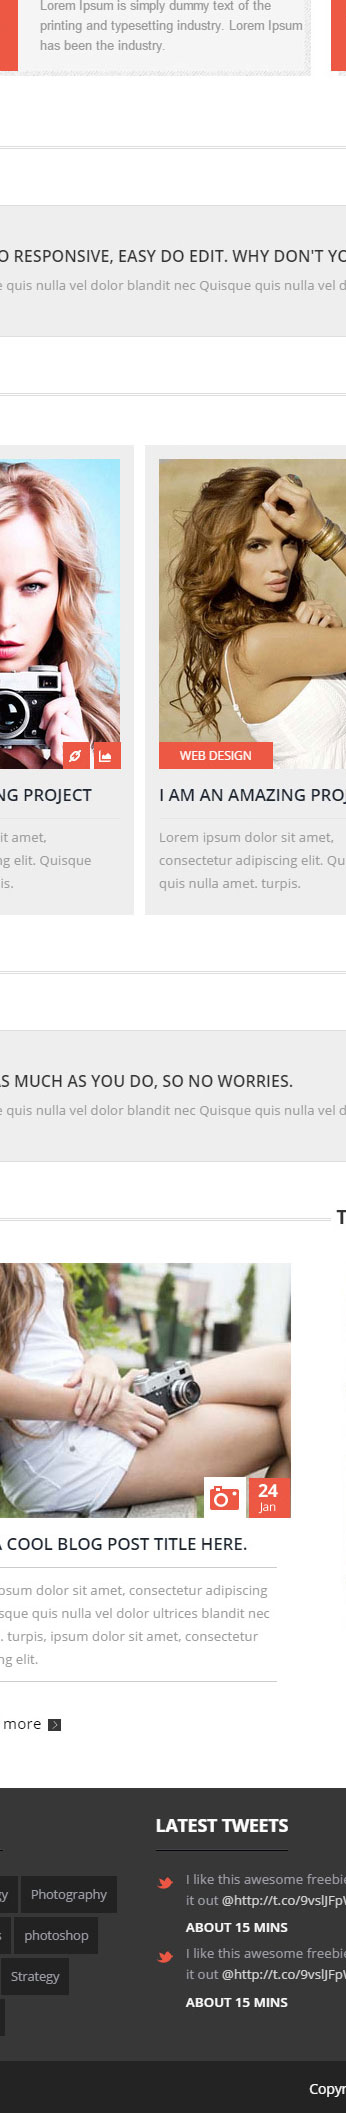 Lorem Ipsum is simply dummy text of the
printing and typesetting industry. Lorem Ipsum
has been the industry.
O RESPONSIVE, EASY DO EDIT. WHY DON'T YO
e quis nulla vel dolor blandit nec Quisque quis nulla vel d
WEB DESIGN
NG PROJECT
it amet,
ng elit. Quisque
is.
I AM AN AMAZING PROJ
Lorem ipsum dolor sit amet,
consectetur adipiscing elit. Qu
quis nulla amet. turpis.
AS MUCH AS YOU DO, SO NO WORRIES.
e quis nulla vel dolor blandit nec Quisque quis nulla vel d
T
24
Jan
A COOL BLOG POST TITLE HERE.
psum dolor sit amet, consectetur adipiscing
sque quis nulla vel dolor ultrices blandit nec
. turpis, ipsum dolor sit amet, consectetur
ng elit.
more
gy
Photography
s
photoshop
Strategy
LATEST TWEETS
I like this awesome freebie
it out @http://t.co/9vslJFpV
ABOUT 15 MINS
I like this awesome freebie
it out @http://t.co/9vslJFpV
ABOUT 15 MINS
Copyr